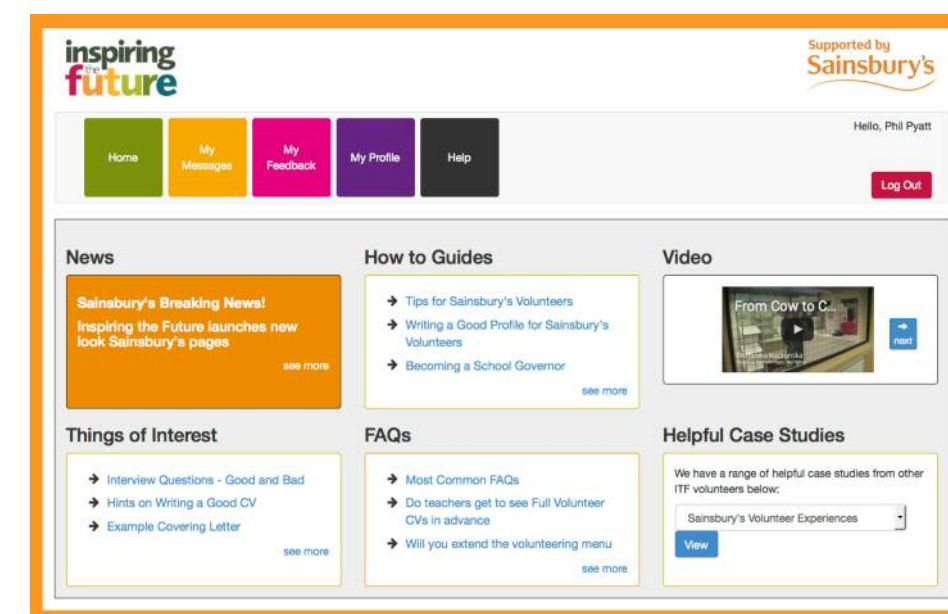 inspiring
the
future
Supported by
Sainsbury's
Hello, Phil Pyatt
Home
My
Messages
My
Feedback
My Profile
Help
Log Out
News
Sainsbury's Breaking News!
Inspiring the Future launches new
look Sainsbury's pages
see more
How to Guides
Tips for Sainsbury's Volunteers
Writing a Good Profile for Sainsbury's
Volunteers
Becoming a School Governor
see more
Video
From Cow to C...
next
Things of Interest
Interview Questions - Good and Bad
Hints on Writing a Good CV
Example Covering Letter
see more
FAQs
Most Common FAQs
Do teachers get to see Full Volunteer
CVs in advance
Will you extend the volunteering menu
see more
Helpful Case Studies
We have a range of helpful case studies from other
ITF volunteers below:
Sainsbury's Volunteer Experiences
View